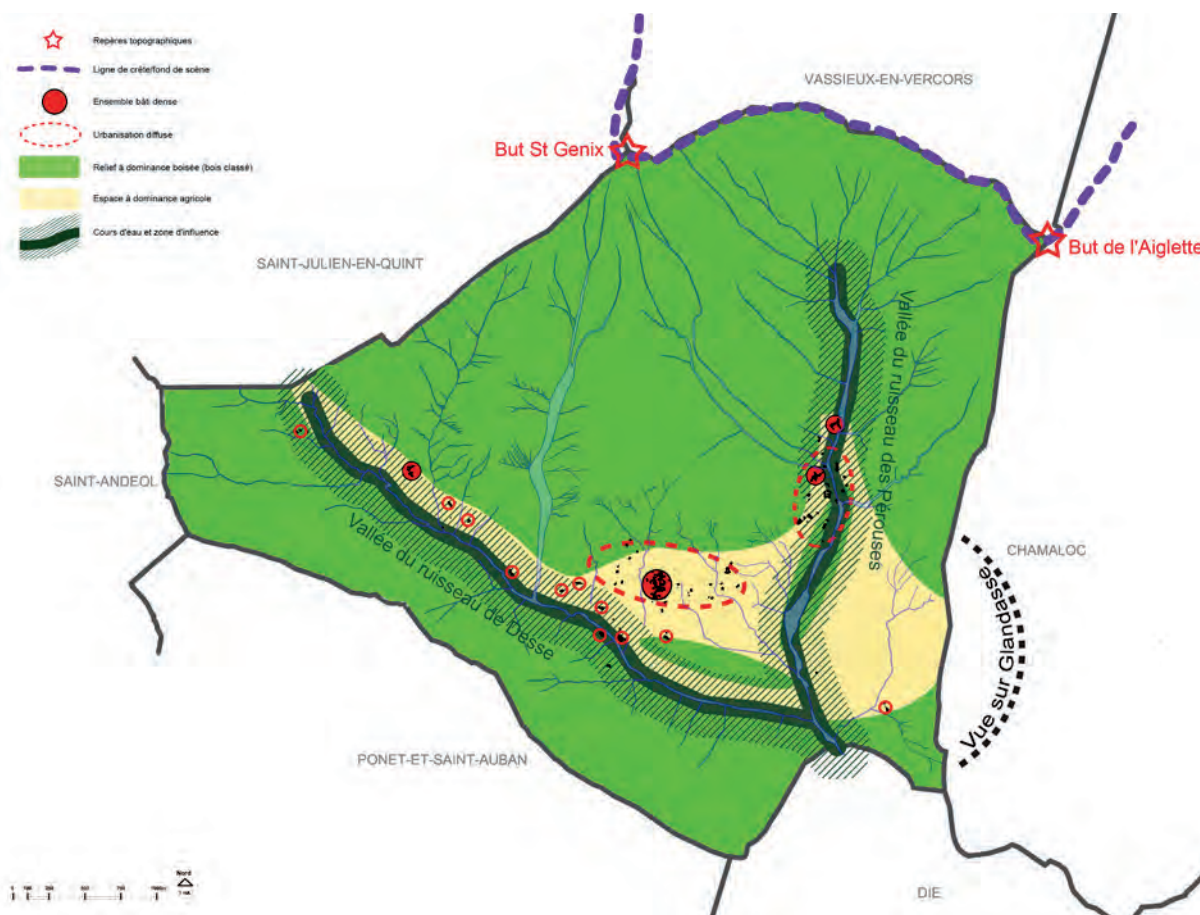 Repères topographiques
Ligne de crête/fond de scène
Ensemble bâti dense
Urbanisation diffuse
Relief à dominance boisée (bois classé)
Espace à dominance agricole
Cours d'eau et zone d'influence
VASSIEUX-EN-VERCORS
But St Genix
But de l'Aiglette
SAINT-JULIEN-EN-QUINT
Vallée du ruisseau des Pérouses
SAINT-ANDEOL
Vallée du ruisseau de Desse
CHAMALOC
Vue sur Glandasse
PONET-ET-SAINT-AUBAN
DIE